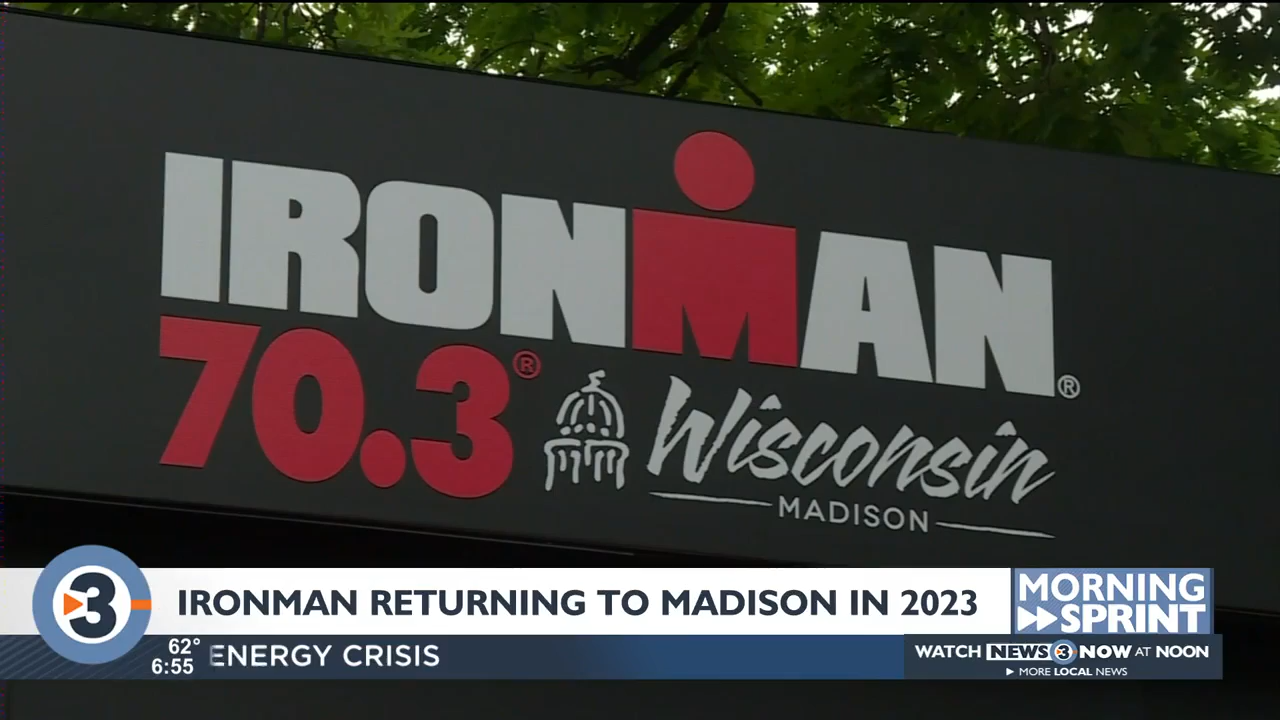 IRONMAN®
70.3®
Wisconsin
MADISON
3
IRONMAN RETURNING TO MADISON IN 2023
MORNING
SPRINT
62°
6:55
ENERGY CRISIS
WATCH NEWS 3 NOW AT NOON
MORE LOCAL NEWS